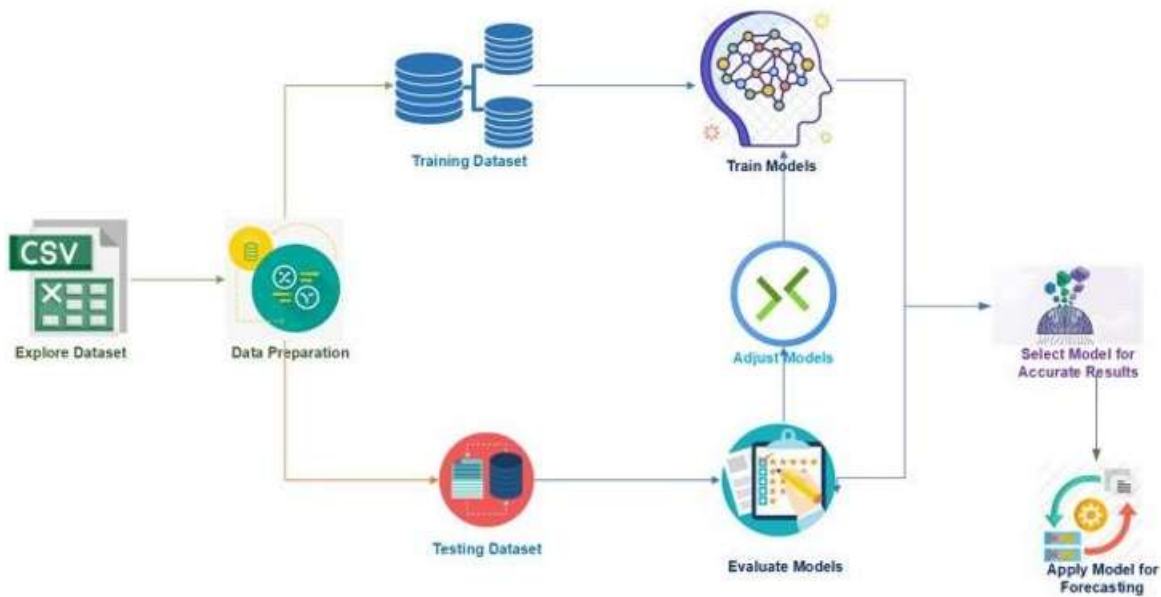 Training Dataset
Train Models
CSV
Explore Dataset
Data Preparation
Adjust Models
Select Model for
Accurate Results
Testing Dataset
Evaluate Models
Apply Model for
Forecasting